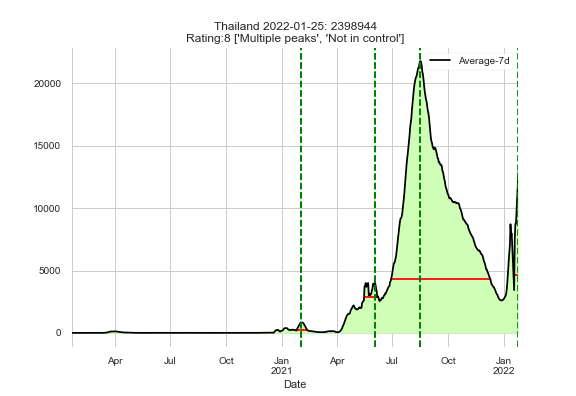 Thailand 2022-01-25: 2398944
Rating:8 ['Multiple peaks', 'Not in control']
Average-7d
20000
15000
10000
5000
0
Apr Jul Oct Jan Apr Jul Oct Jan
2021 2022
Date